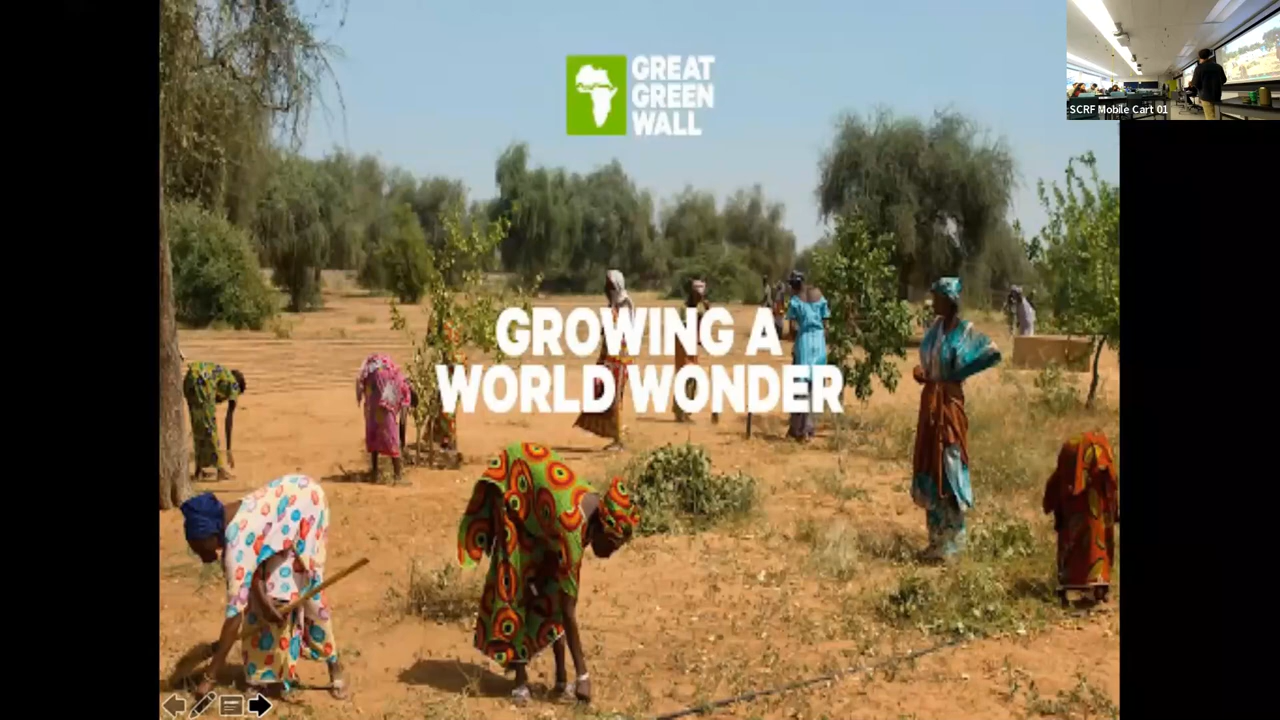 GREAT
GREEN
WALL
SCRF Mobile Cart 01
GROWING A
WORLD WONDER